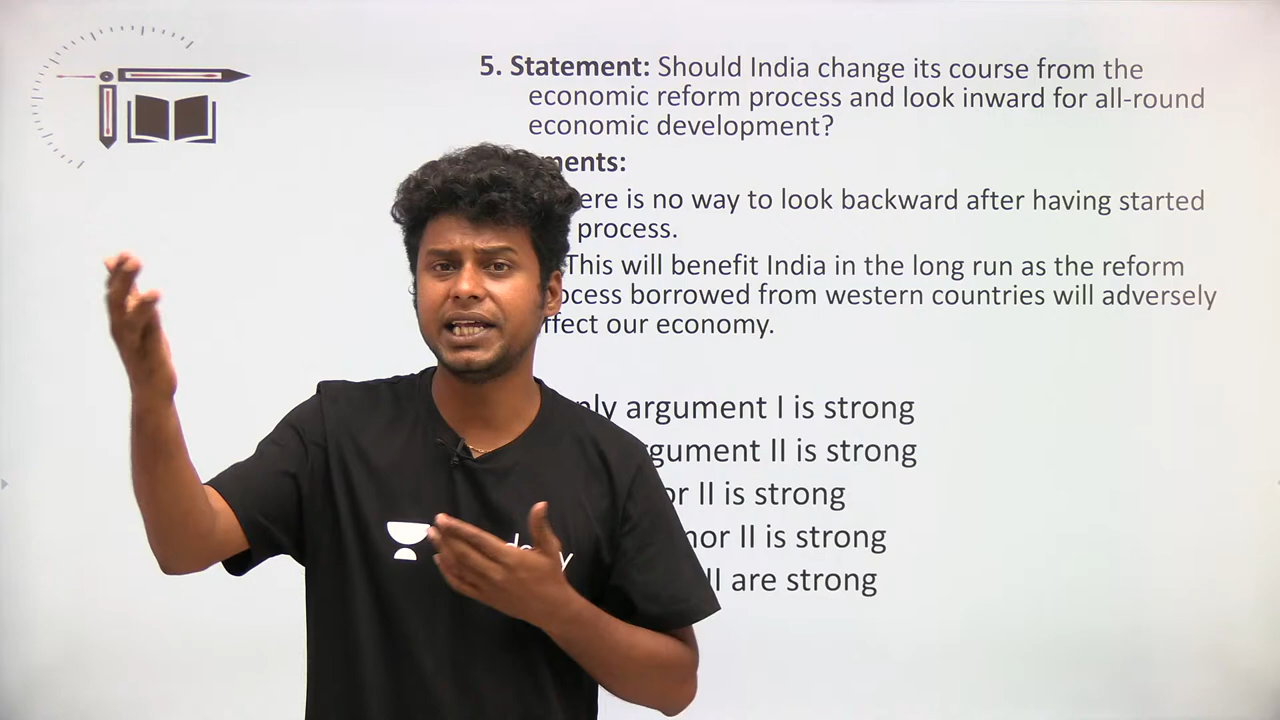 5. Statement: Should India change its course from the
economic reform process and look inward for all-round
economic development?
ments:
ere is no way to look backward after having started
process.
This will benefit India in the long run as the reform
ocess borrowed from western countries will adversely
ffect our economy.
nly argument I is strong
gument II is strong
or II is strong
nor II is strong
II are strong